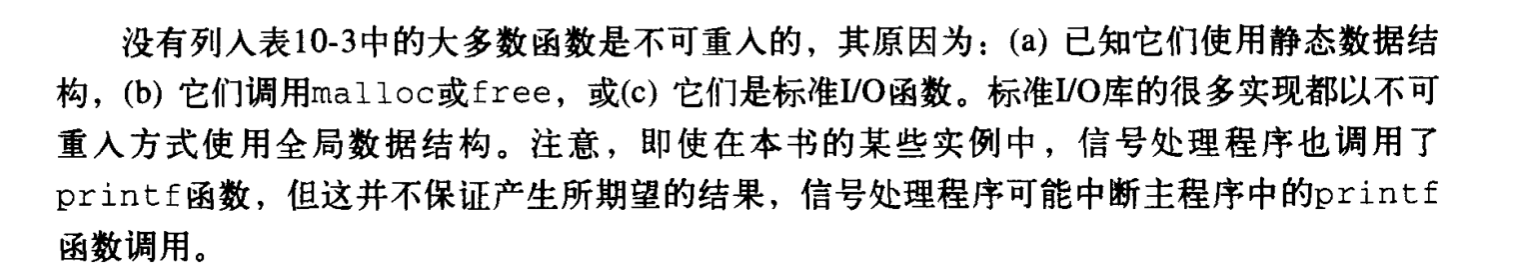 没有列入表10-3中的大多数函数是不可重入的，其原因为：(a) 已知它们使用静态数据结
构，(b) 它们调用malloc或free，或(c) 它们是标准I/O函数。标准I/O库的很多实现都以不可
重入方式使用全局数据结构。注意，即使在本书的某些实例中，信号处理程序也调用了
printf函数，但这并不保证产生所期望的结果，信号处理程序可能中断主程序中的printf
函数调用。